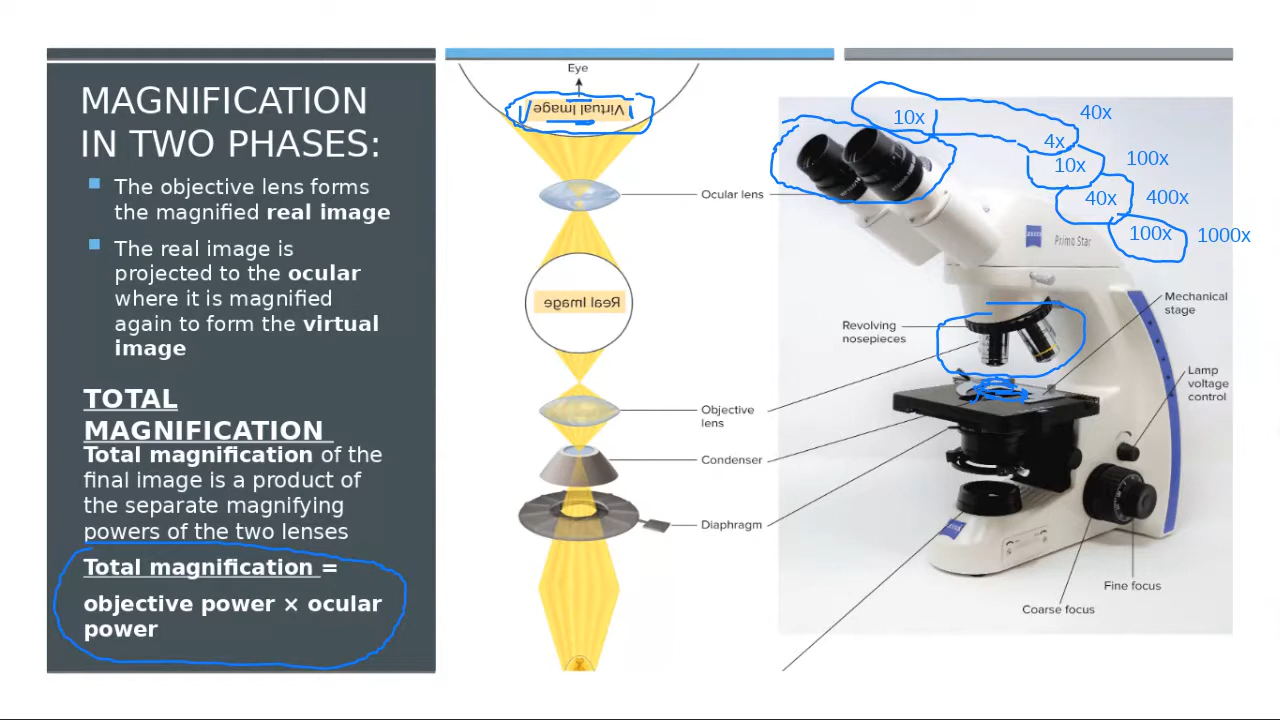 MAGNIFICATION
IN TWO PHASES:
The objective lens forms
the magnified real image
The real image is
projected to the ocular
where it is magnified
again to form the virtual
image
TOTAL
MAGNIFICATION
Total magnification of the
final image is a product of
the separate magnifying
powers of the two lenses
Total magnification =
objective power × ocular
power
Eye
Virtual Image
Ocular lens
Real Image
Objective
lens
Condenser
Diaphragm
10x
4x
40x
10x
100x
40x
400x
100x
1000x
ZEISS
Primo Star
Revolving
nosepieces
Mechanical
stage
Lamp
voltage
control
ZEISS
Fine focus
Coarse focus